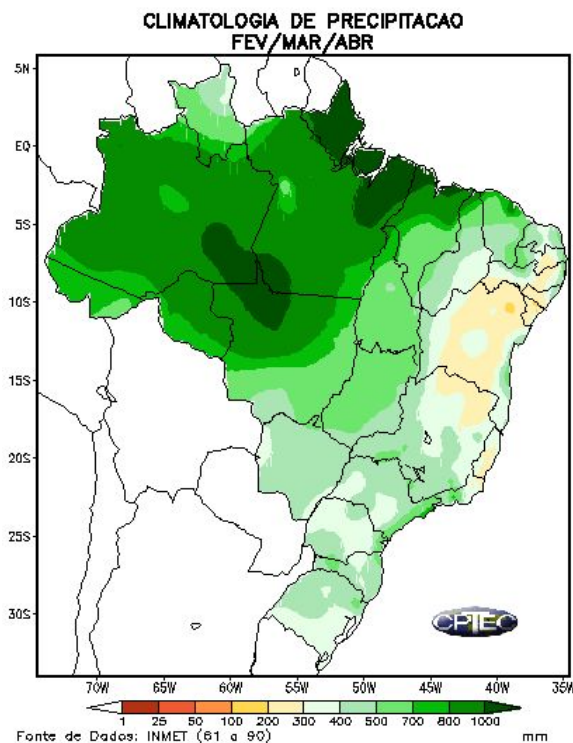 CLIMATOLOGIA DE PRECIPITACAO
FEV/MAR/ABR
5N
EQ
5S
10S
15S
20S
25S
30S
70W 65W 60W 55W 50W 45W 40W 35W
CPTEC
1 25 50 100 200 300 400 500 700 800 1000
Fonte de Dados: INMET (61 a 90) mm